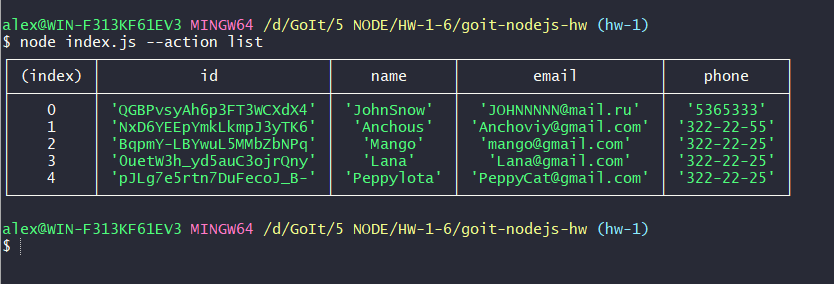 alex@WIN-F313KF61EV3 MINGW64 /d/GoIt/5 NODE/HW-1-6/goit-nodejs-hw (hw-1)
$ node index.js --action list
(index) id name email phone
0 'QGBPvsyAh6p3FT3WCXdX4' 'JohnSnow' 'JOHNNNNN@mail.ru' '5365333'
1 'NxD6YEEpYmkLkmpJ3yTK6' 'Anchous' 'Anchoviy@gmail.com' '322-22-55'
2 'BqpmY-LBYwuL5MMbZbNPq' 'Mango' 'mango@gmail.com' '322-22-25'
3 'OuetW3h_yd5auC3ojrQny' 'Lana' 'Lana@gmail.com' '322-22-25'
4 'pJLg7e5rtn7DuFecoJ_B-' 'Peppylota' 'PeppyCat@gmail.com' '322-22-25'
alex@WIN-F313KF61EV3 MINGW64 /d/GoIt/5 NODE/HW-1-6/goit-nodejs-hw (hw-1)
$